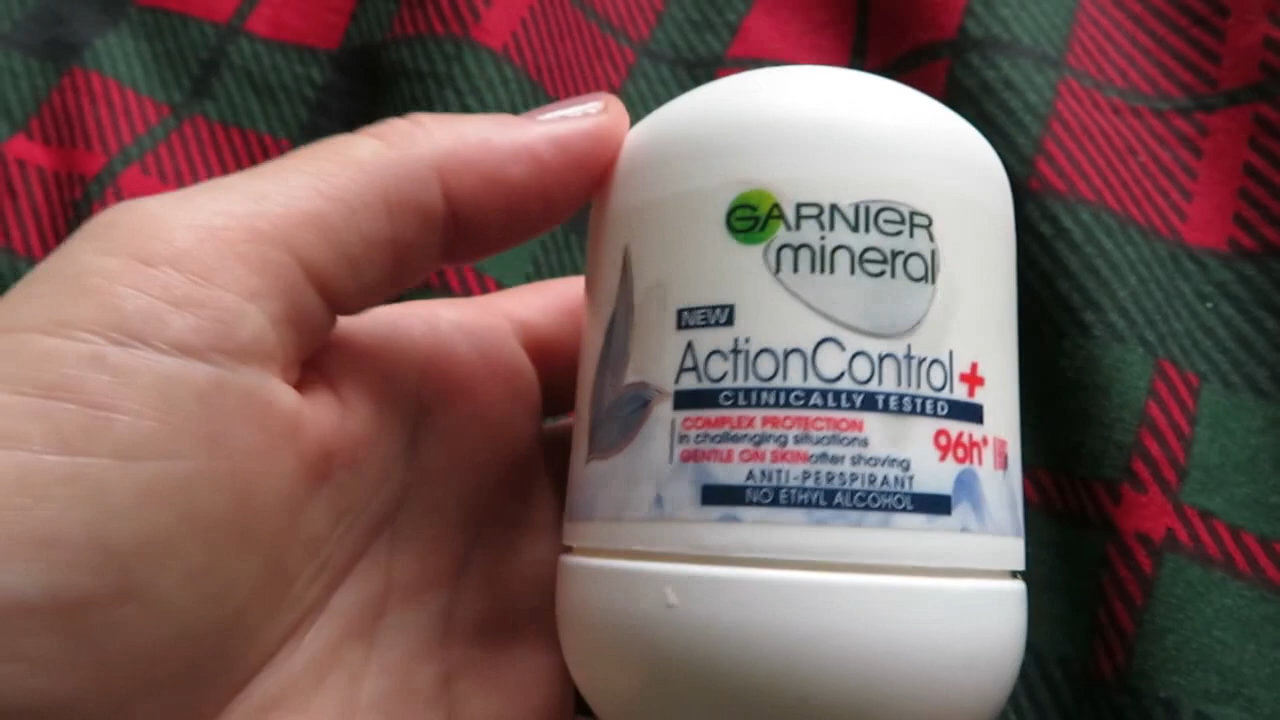 GARNIER
mineral
NEW
ActionControl+
CLINICALLY TESTED
COMPLEX PROTECTION
in challenging situations
96h*
GENTLE ON SKIN after shaving
ANTI-PERSPIRANT
NO ETHYL ALCOHOL